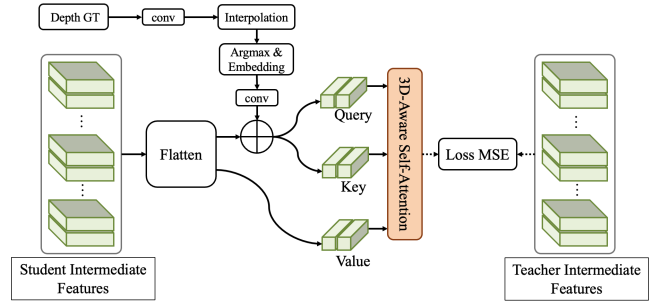 Depth GT
conv
Interpolation
Argmax &
Embedding
conv
Flatten
Query
Key
Value
3D-Aware Self-Attention
Loss MSE
Student Intermediate
Features
Teacher Intermediate
Features